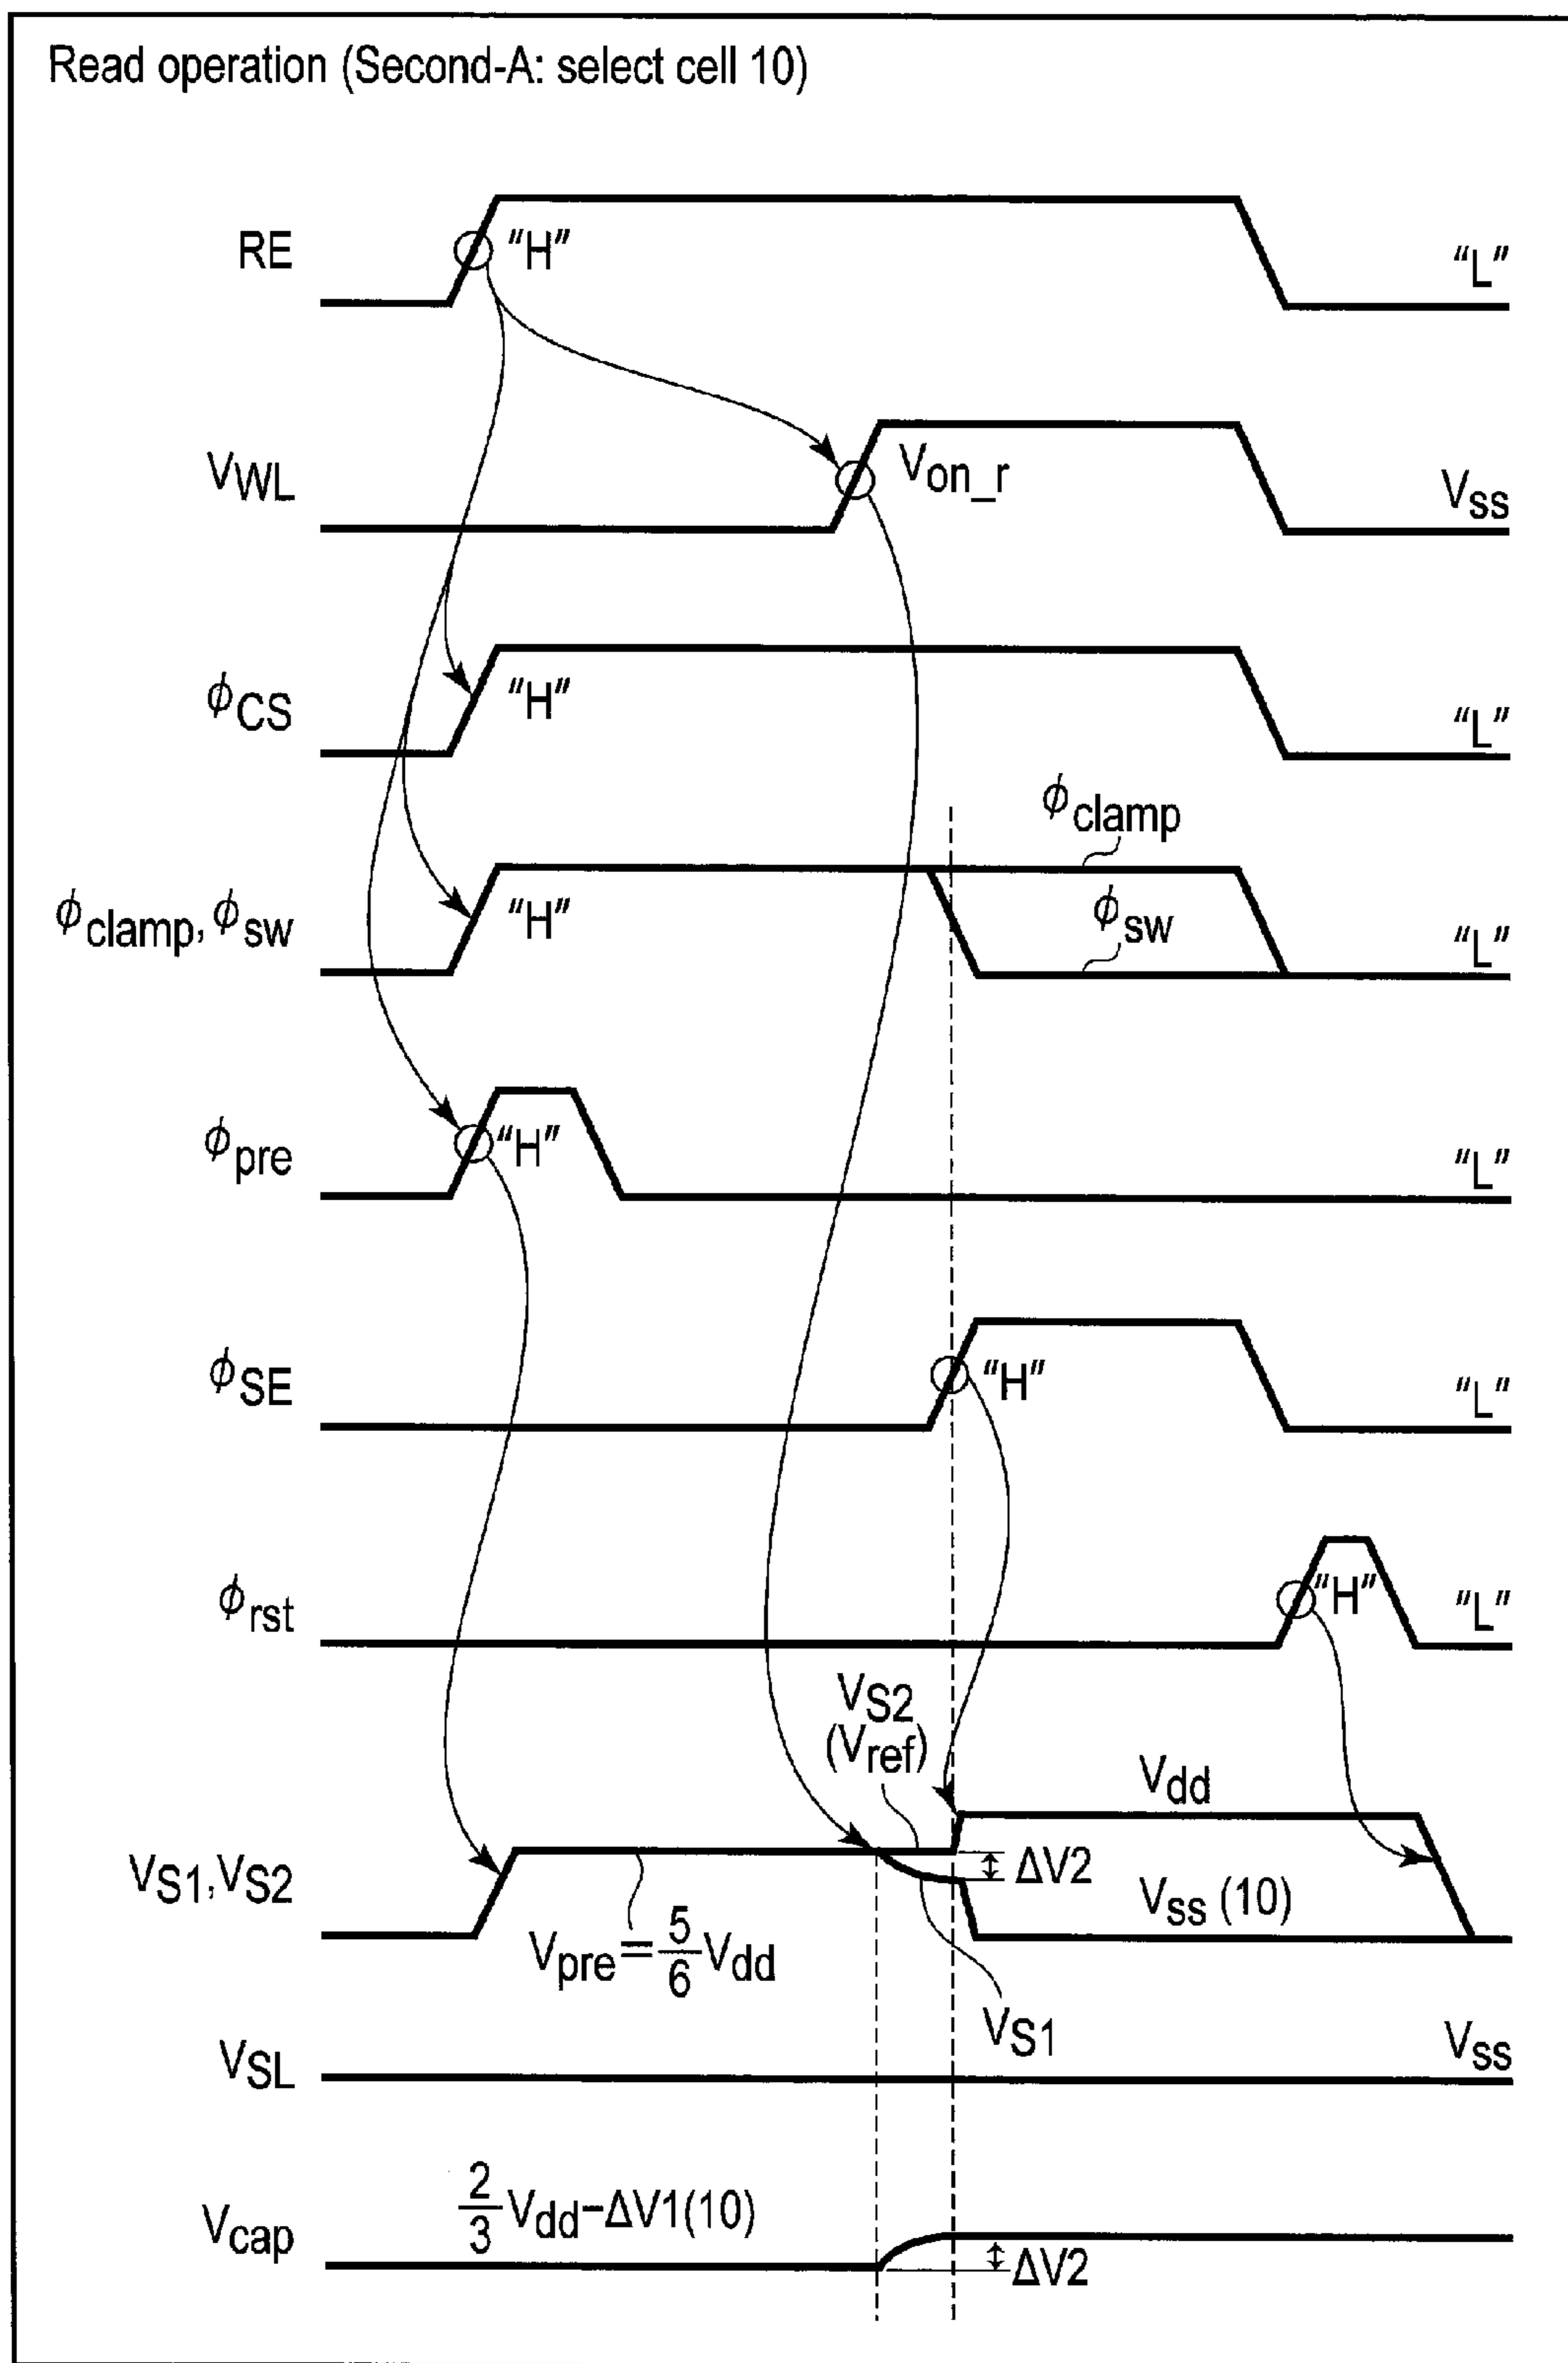 Read operation (Second-A: select cell 10)
RE “H” “L”
VWL Von_r Vss
ϕCS “H” “L”
ϕclamp
ϕclamp, ϕsw “H” ϕsw “L”
ϕpre “H” “L”
ϕSE “H” “L”
ϕrst “H” “L”
VS2
(Vref)
Vdd
VS1,VS2 ΔV2 Vss (10)
Vpre=5/6 Vdd
VS1
VSL Vss
Vcap 2/3 Vdd-ΔV1(10)
ΔV2